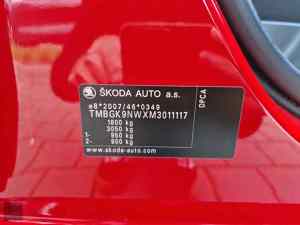 ŠKODA AUTO a.s.
e8*2007/46*0349
TMBGK9NWXM3011117
1800 kg
3050 kg
1- 950 kg
2- 900 kg
www.skoda-auto.com
DPCA